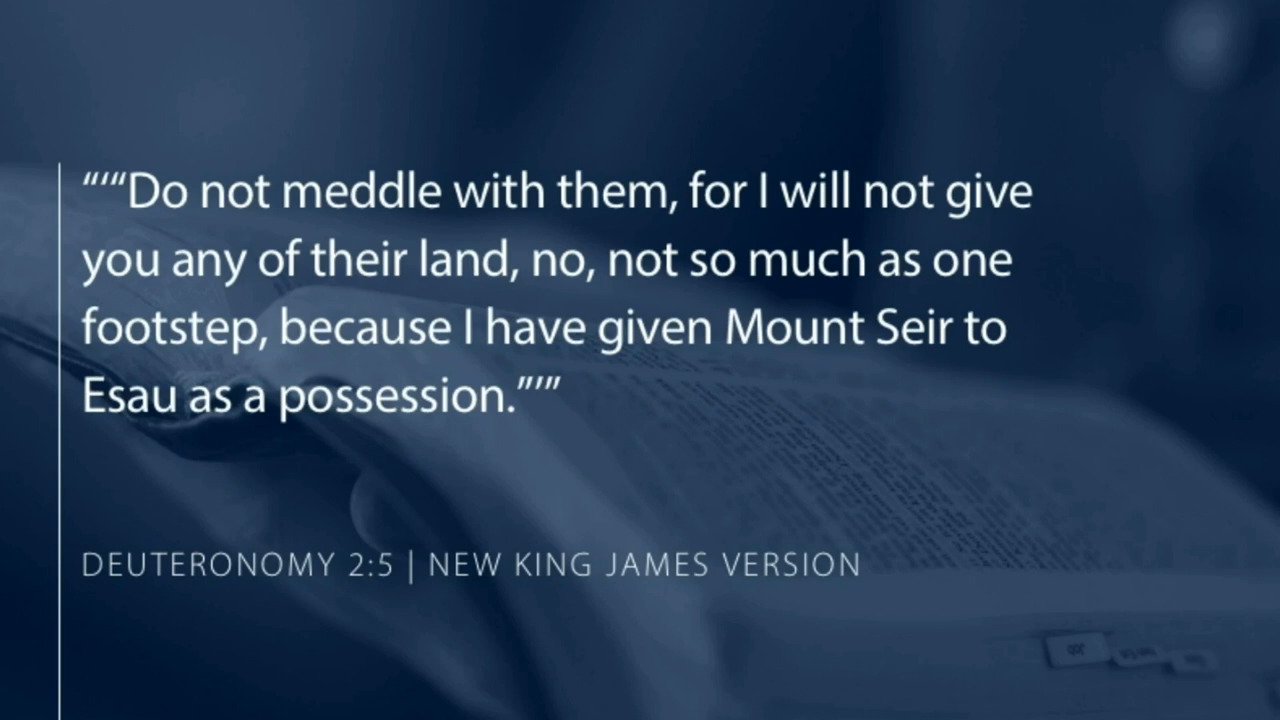 “‘“Do not meddle with them, for I will not give
you any of their land, no, not so much as one
footstep, because I have given Mount Seir to
Esau as a possession.”’”
DEUTERONOMY 2:5 | NEW KING JAMES VERSION